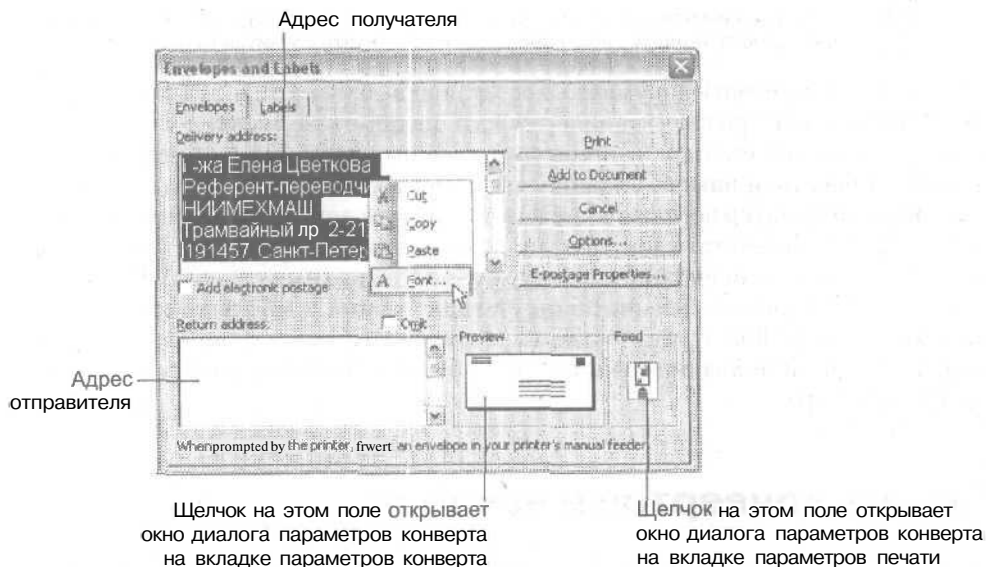 Адрес получателя
Envelopes and Labels
Envelopes Labels
Delivery address:
-жа Елена Цветкова
Референт-переводчи
НИИМЕХМАШ
Трамвайный лр 2-21
191457, Санкт-Петер
Cut
Copy
Paste
Font...
Print
Add to Document
Cancel
Options...
E-postage Properties...
Add electronic postage
Return address: Omit
Preview Feed
When prompted by the printer, frwert an envelope in your printer's manual feeder.
Адрес
отправителя
Щелчок на этом поле открывает
окно диалога параметров конверта
на вкладке параметров конверта
Щелчок на этом поле открывает
окно диалога параметров конверта
на вкладке параметров печати